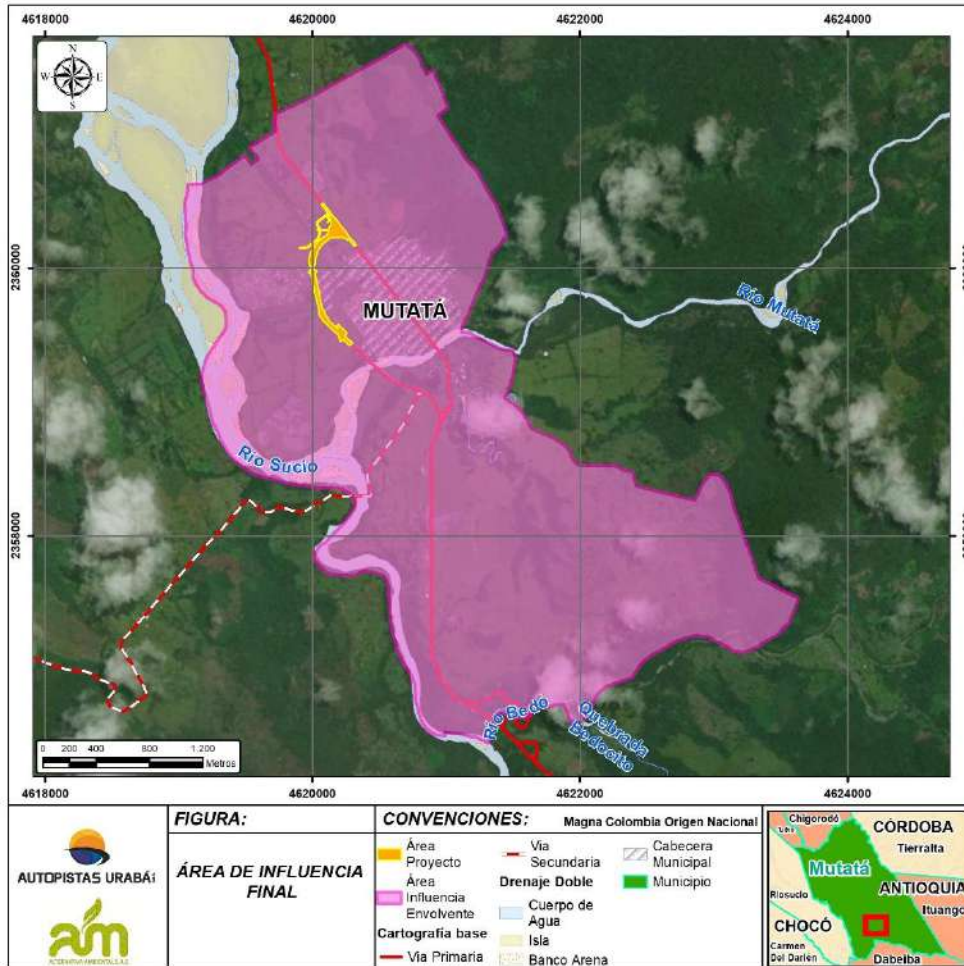 4618000
4620000
4622000
4624000
N
W E
S
2360000
MUTATÁ
Río Mutatá
Río Sucio
2358000
Río Bedó
Quebrada
Bedocito
0 200 400 800 1.200
Metros
4618000
4620000
4622000
4624000
AUTOPISTAS URABÁ
FIGURA:
ÁREA DE INFLUENCIA
FINAL
CONVENCIONES:
Magna Colombia Origen Nacional
Área
Proyecto
Área
Influencia
Envolvente
Cartografía base
Vía Primaria
Vía
Secundaria
Drenaje Doble
Cuerpo de
Agua
Isla
Banco Arena
Cabecera
Municipal
Municipio
Chigorodó
CÓRDOBA
Tierralta
Mutatá
ANTIOQUIA
Ituango
Riosucio
CHOCÓ
Carmen
Del Darién
Dabeiba